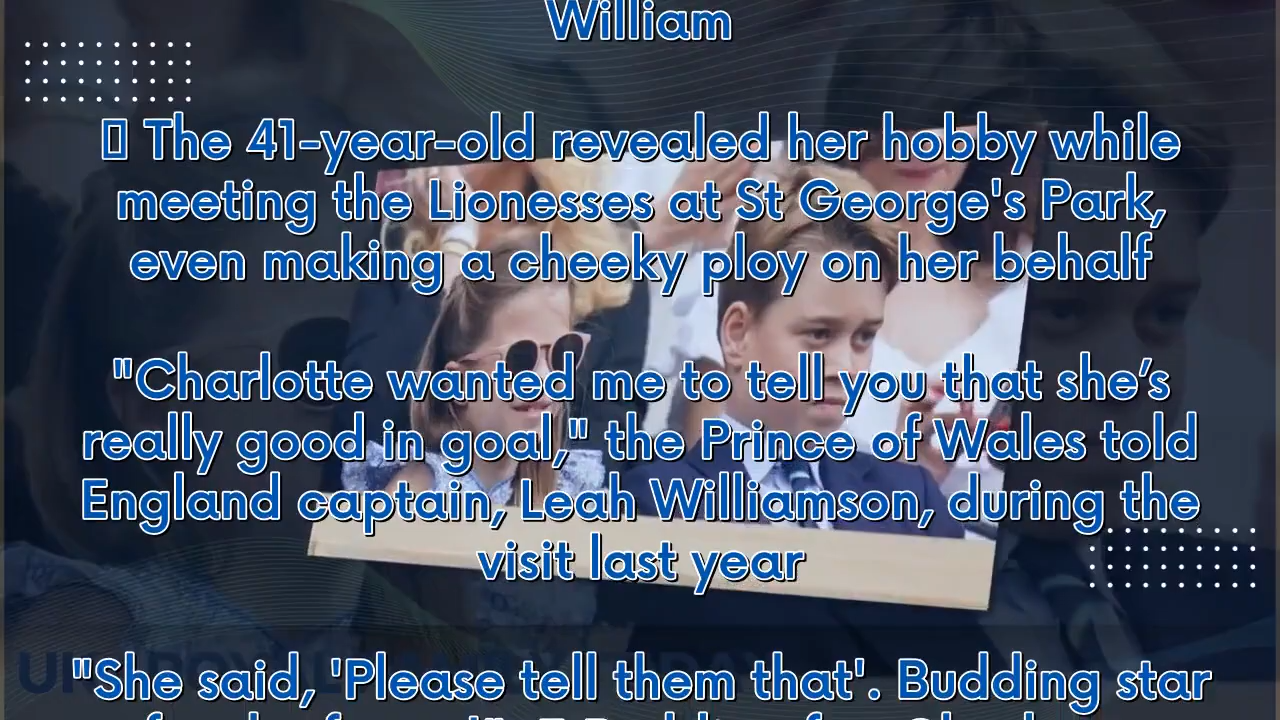 William
The 41-year-old revealed her hobby while
meeting the Lionesses at St George's Park,
even making a cheeky ploy on her behalf
"Charlotte wanted me to tell you that she’s
really good in goal," the Prince of Wales told
England captain, Leah Williamson, during the
visit last year
"She said, 'Please tell them that'. Budding star